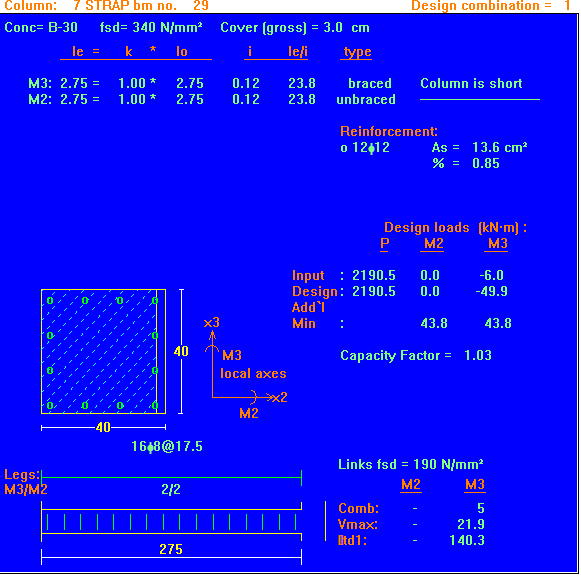 Column: 7 STRAP bm no. 29 Design combination = 1
Conc= B-30 fsd= 340 N/mm² Cover (gross) = 3.0 cm
le = k * lo i le/i type
M3: 2.75 = 1.00 * 2.75 0.12 23.8 braced Column is short
M2: 2.75 = 1.00 * 2.75 0.12 23.8 unbraced
Reinforcement:
o 12ϕ12 As = 13.6 cm²
% = 0.85
Design loads (kN·m) :
P M2 M3
Input : 2190.5 0.0 -6.0
Design : 2190.5 0.0 -49.9
Add`l
Min : 43.8 43.8
Capacity Factor = 1.03
x3
M3
local axes
x2
M2
40
40
16ϕ8@17.5
Legs:
M3/M2 2/2
275
Links fsd = 190 N/mm²
M2 M3
Comb: - 5
Vmax: - 21.9
td1: - 140.3